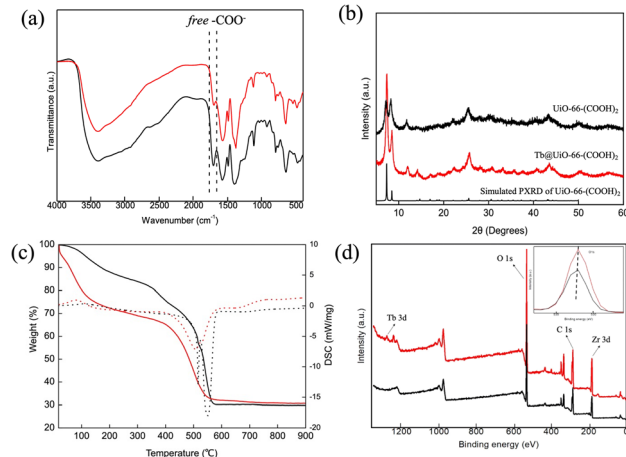 (a)
free -COO⁻
Transmittance (a.u.)
4000 3500 3000 2500 2000 1500 1000 500
Wavenumber (cm⁻¹)
(b)
Intensity (a.u.)
UiO-66-(COOH)₂
Tb@UiO-66-(COOH)₂
Simulated PXRD of UiO-66-(COOH)₂
10 20 30 40 50 60
2θ (Degrees)
(c)
Weight (%)
100
90
80
70
60
50
40
30
20
10
5
0
-5
-10
-15
-20
DSC (mW/mg)
100 200 300 400 500 600 700 800 900
Temperature (℃)
(d)
Intensity (a.u.)
Tb 3d
O 1s
C 1s
Zr 3d
Binding energy (eV)
1200 1000 800 600 400 200 0
Binding energy (eV)